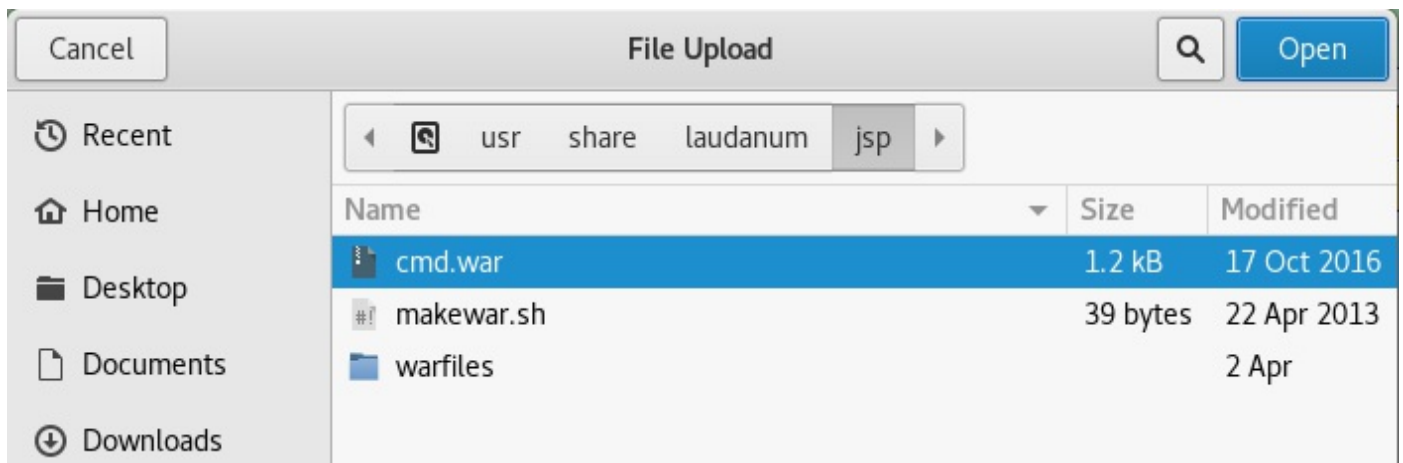 Cancel File Upload Open
Recent
usr share laudanum jsp
Home
Name Size Modified
cmd.war 1.2 kB 17 Oct 2016
Desktop
#! makewar.sh 39 bytes 22 Apr 2013
Documents
warfiles 2 Apr
Downloads